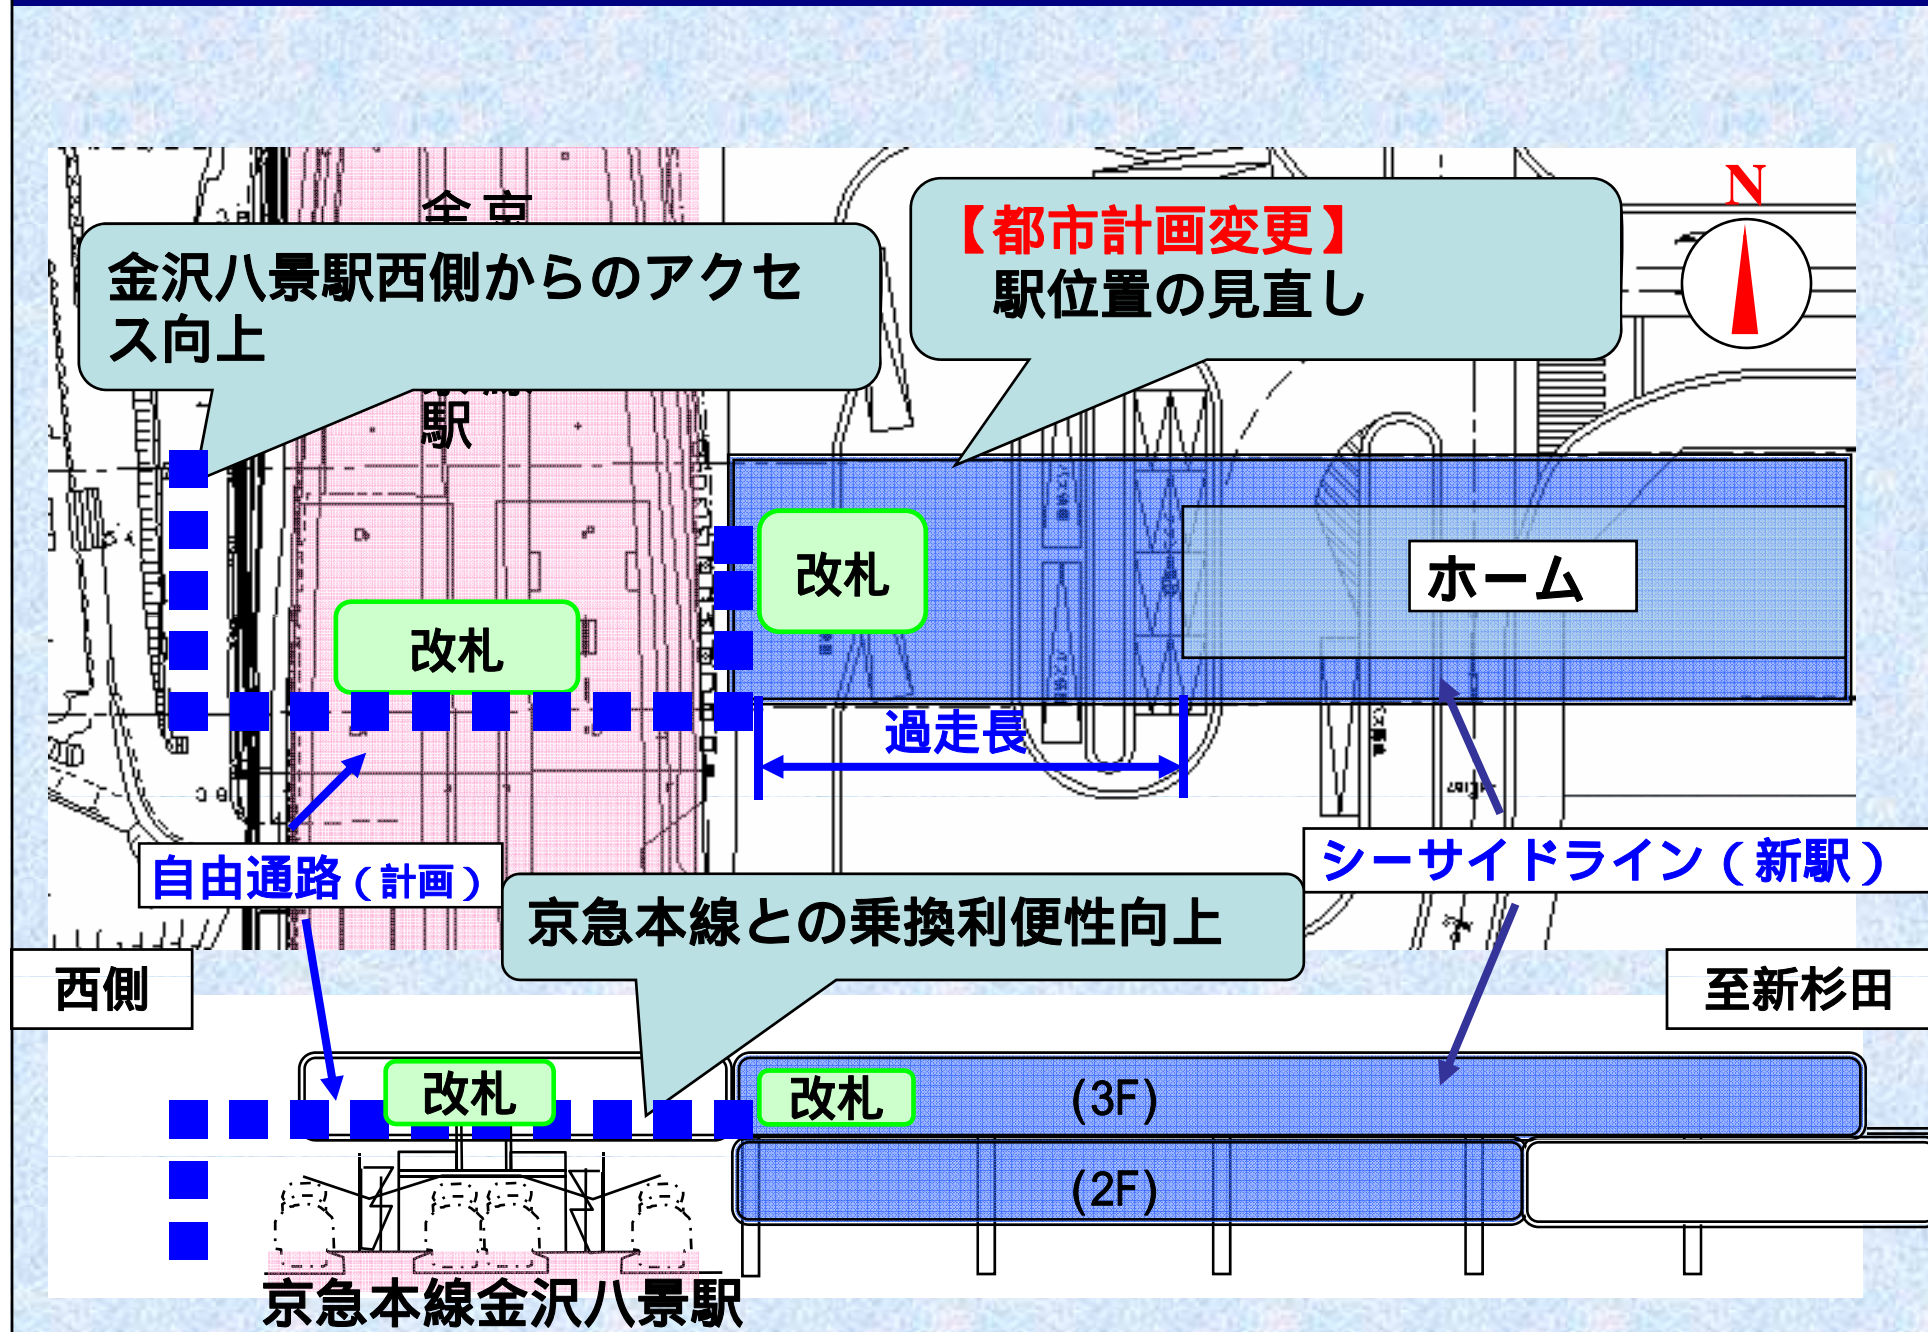 N
【都市計画変更】
駅位置の見直し
金沢八景駅西側からのアクセ
ス向上
駅
改札
改札
ホーム
過走長
自由通路（計画）
シーサイドライン（新駅）
京急本線との乗換利便性向上
西側
至新杉田
改札
改札
(3F)
(2F)
京急本線金沢八景駅